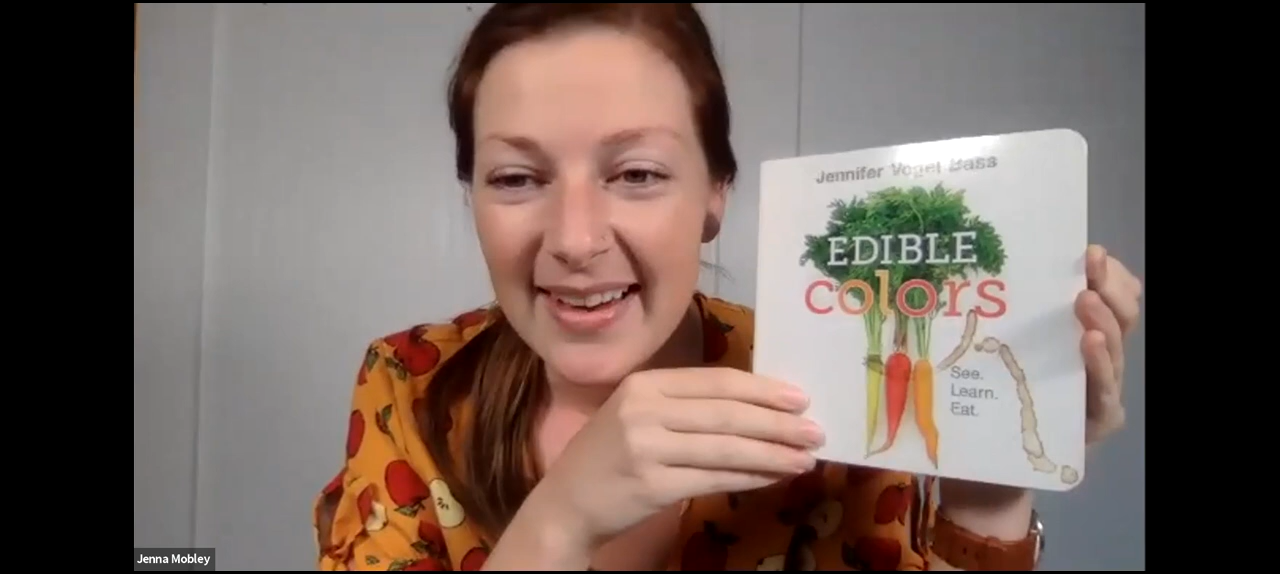 Jennifer Vogel Bass
EDIBLE
colors
See.
Learn.
Eat.
Jenna Mobley